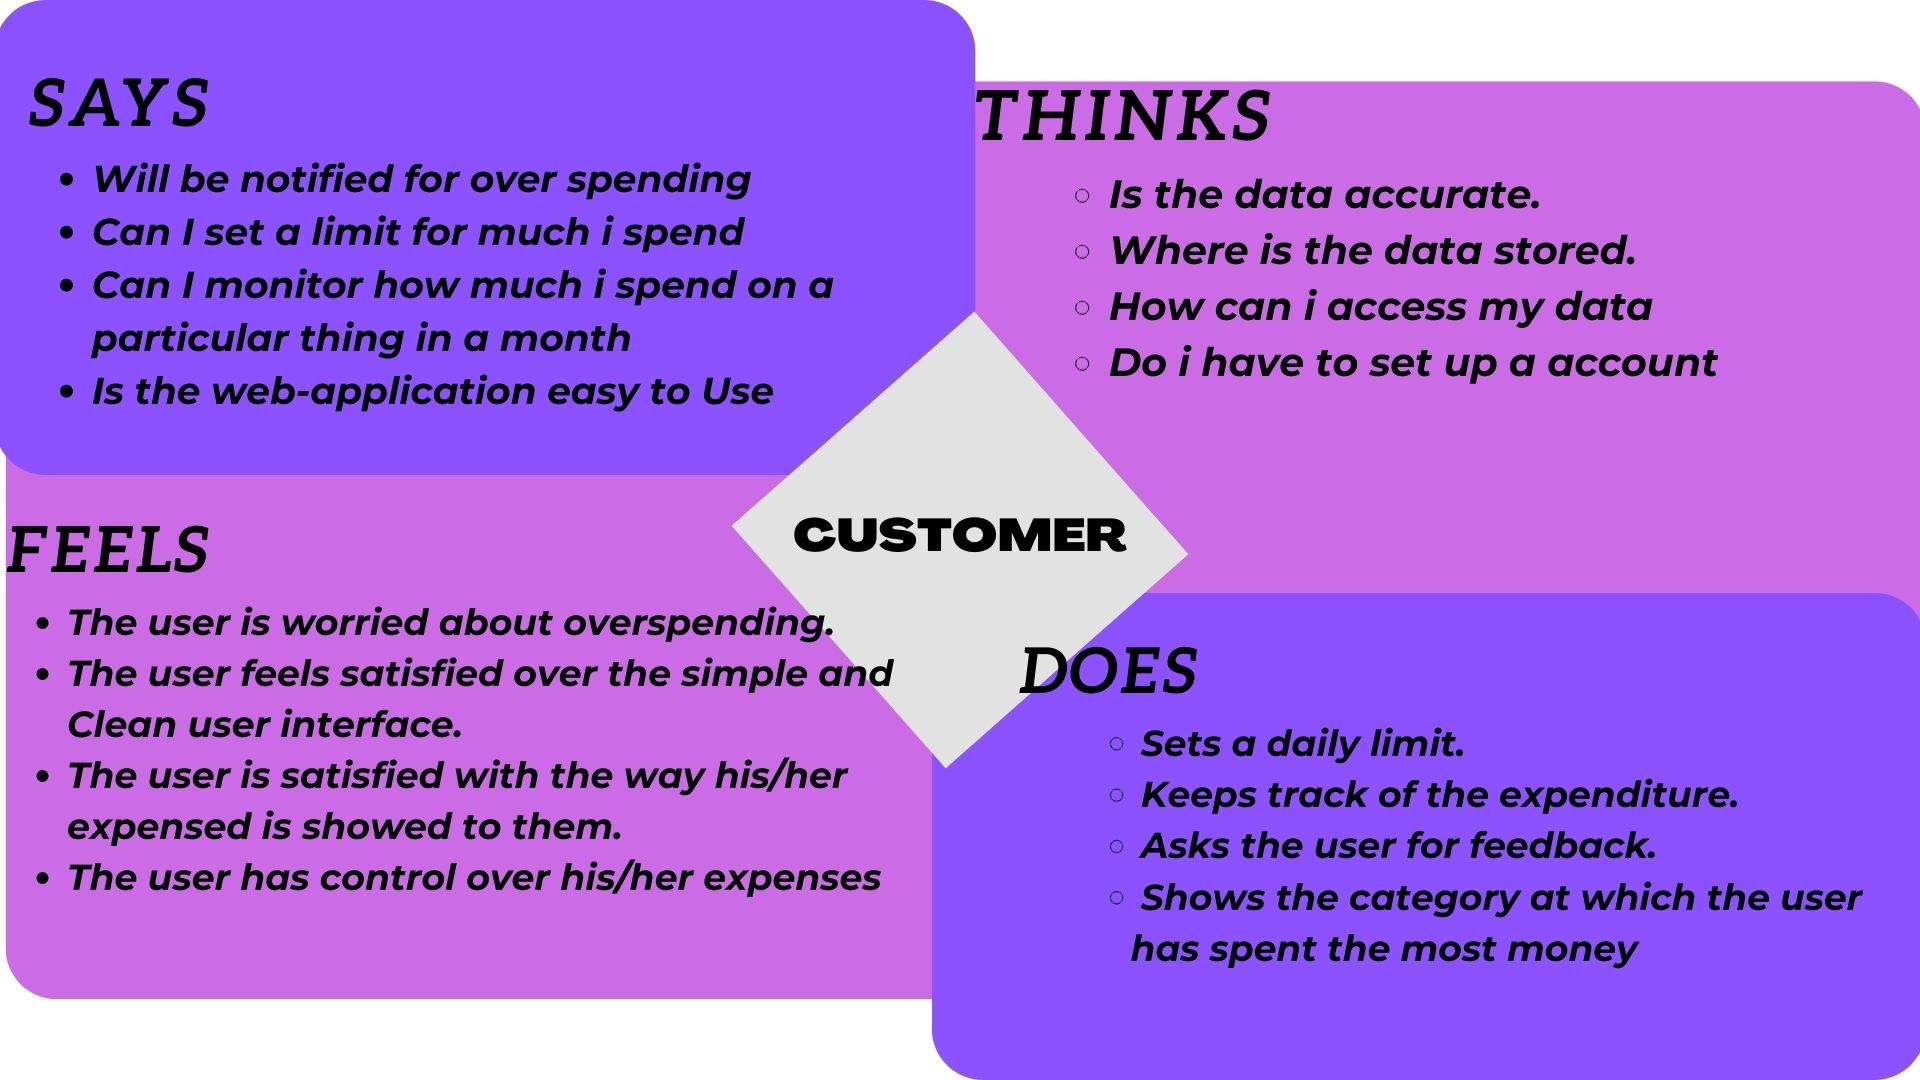 SAYS
Will be notified for over spending
Can I set a limit for much i spend
Can I monitor how much i spend on a
particular thing in a month
Is the web-application easy to Use
THINKS
Is the data accurate.
Where is the data stored.
How can i access my data
Do i have to set up a account
CUSTOMER
FEELS
The user is worried about overspending.
The user feels satisfied over the simple and
Clean user interface.
The user is satisfied with the way his/her
expensed is showed to them.
The user has control over his/her expenses
DOES
Sets a daily limit.
Keeps track of the expenditure.
Asks the user for feedback.
Shows the category at which the user
has spent the most money